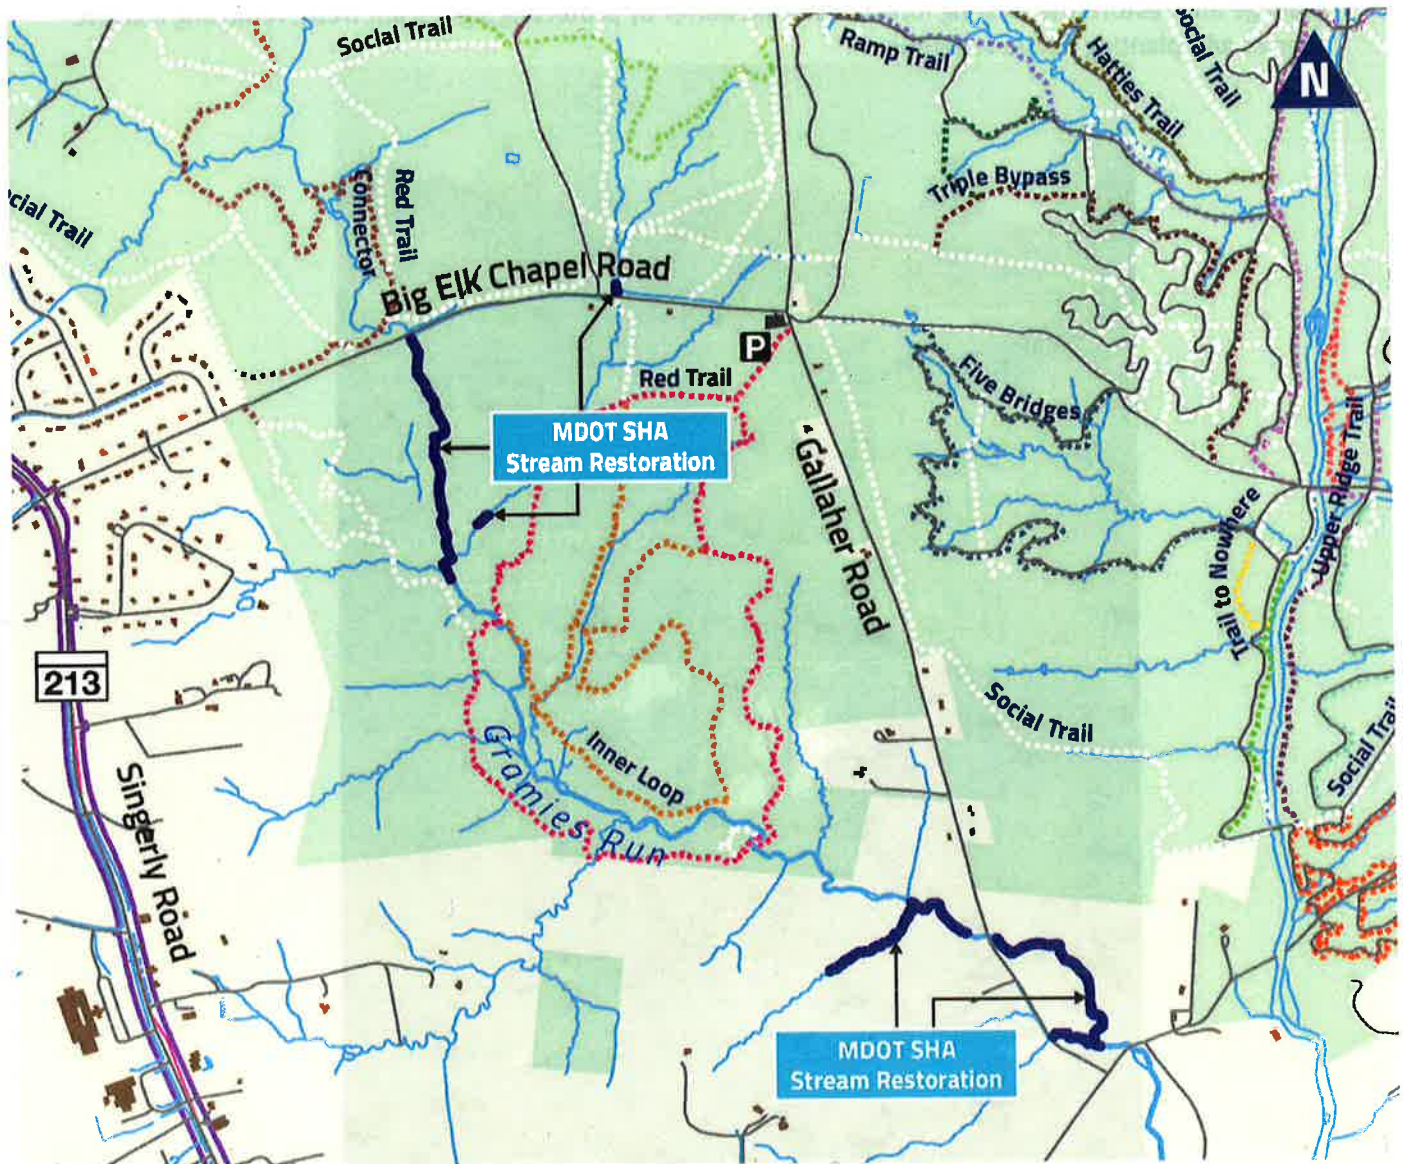 Social Trail
Ramp Trail
Hatties Trail
Social Trail
N
Triple Bypass
Red Trail
Connector
ocial Trail
Big Elk Chapel Road
P
Red Trail
Five Bridges
MDOT SHA
Stream Restoration
Gallaher Road
Upper Ridge Trail
Trail to Nowhere
213
Social Trail
Social Trail
Inner Loop
Gramies Run
Singerly Road
MDOT SHA
Stream Restoration